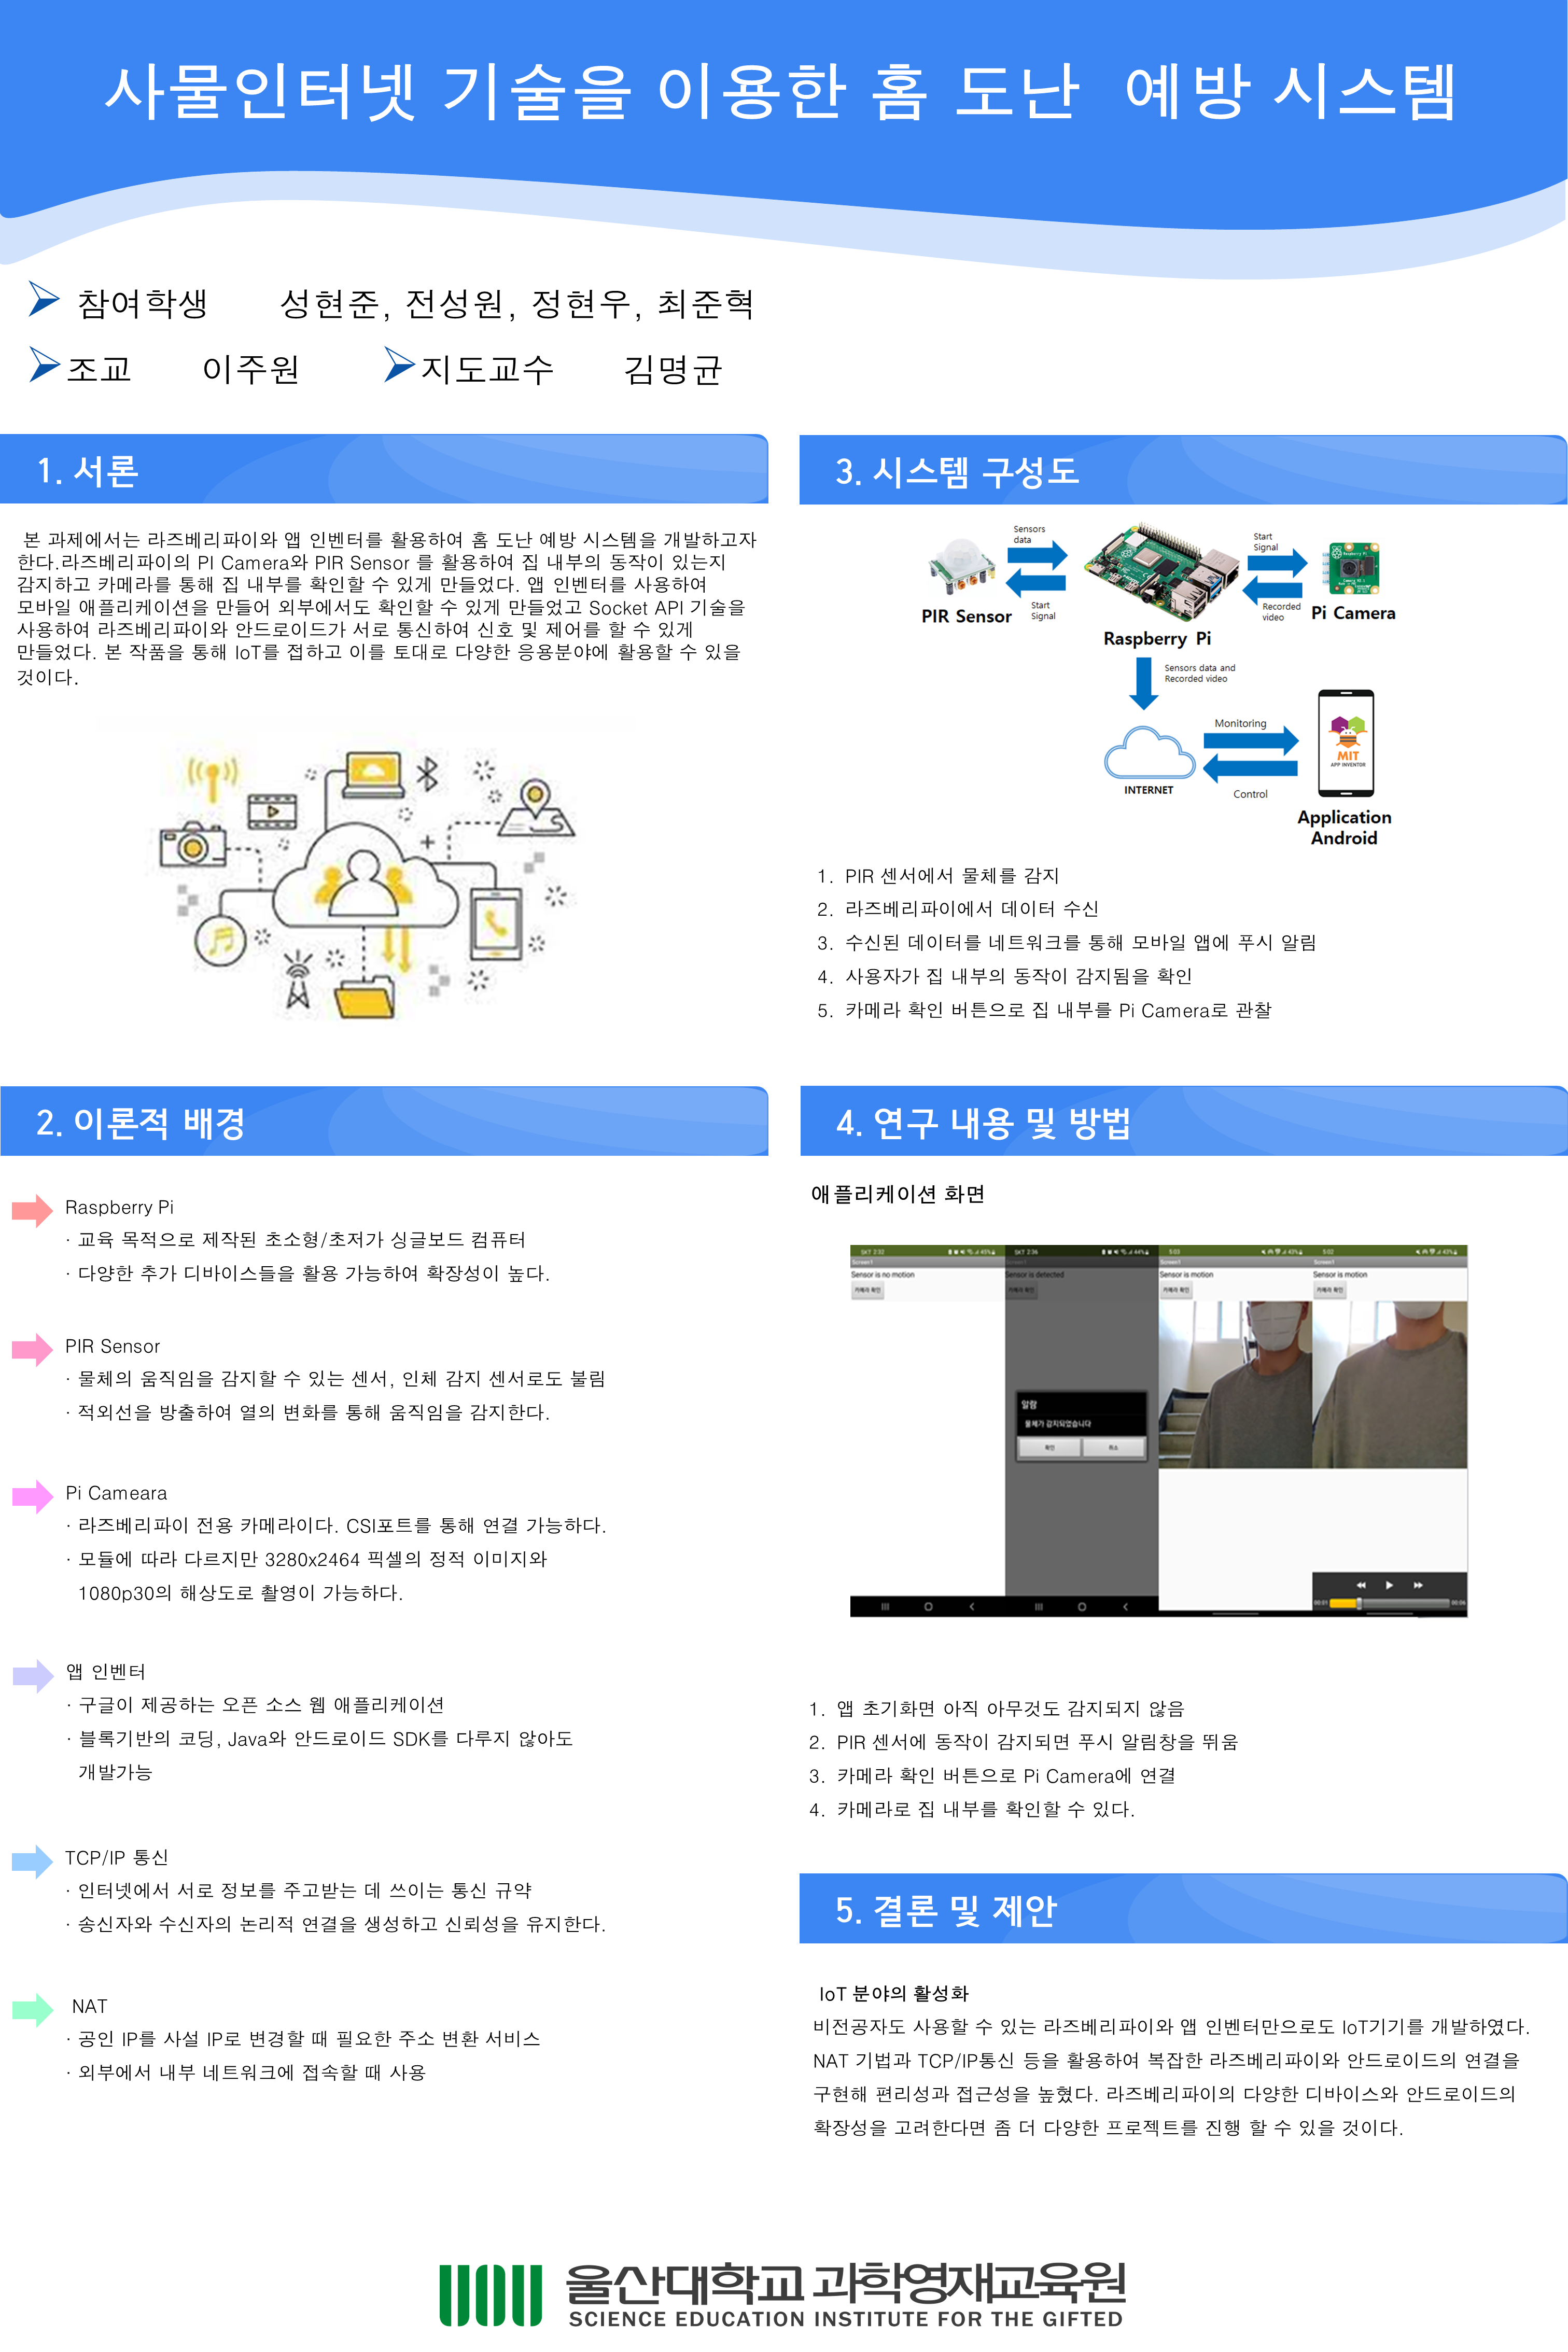 사물인터넷 기술을 이용한 홈 도난 예방 시스템
참여학생 성현준, 전성원, 정현우, 최준혁
조교 이주원 지도교수 김명균
1. 서론
본 과제에서는 라즈베리파이와 앱 인벤터를 활용하여 홈 도난 예방 시스템을 개발하고자
한다.라즈베리파이의 PI Camera와 PIR Sensor 를 활용하여 집 내부의 동작이 있는지
감지하고 카메라를 통해 집 내부를 확인할 수 있게 만들었다. 앱 인벤터를 사용하여
모바일 애플리케이션을 만들어 외부에서도 확인할 수 있게 만들었고 Socket API 기술을
사용하여 라즈베리파이와 안드로이드가 서로 통신하여 신호 및 제어를 할 수 있게
만들었다. 본 작품을 통해 IoT를 접하고 이를 토대로 다양한 응용분야에 활용할 수 있을
것이다.
2. 이론적 배경
Raspberry Pi
· 교육 목적으로 제작된 초소형/초저가 싱글보드 컴퓨터
· 다양한 추가 디바이스들을 활용 가능하여 확장성이 높다.
PIR Sensor
· 물체의 움직임을 감지할 수 있는 센서, 인체 감지 센서로도 불림
· 적외선을 방출하여 열의 변화를 통해 움직임을 감지한다.
Pi Cameara
· 라즈베리파이 전용 카메라이다. CSI포트를 통해 연결 가능하다.
· 모듈에 따라 다르지만 3280x2464 픽셀의 정적 이미지와
1080p30의 해상도로 촬영이 가능하다.
앱 인벤터
· 구글이 제공하는 오픈 소스 웹 애플리케이션
· 블록기반의 코딩, Java와 안드로이드 SDK를 다루지 않아도
개발가능
TCP/IP 통신
· 인터넷에서 서로 정보를 주고받는 데 쓰이는 통신 규약
· 송신자와 수신자의 논리적 연결을 생성하고 신뢰성을 유지한다.
NAT
· 공인 IP를 사설 IP로 변경할 때 필요한 주소 변환 서비스
· 외부에서 내부 네트워크에 접속할 때 사용
3. 시스템 구성도
Sensors
data
Start
Signal
PIR Sensor
Raspberry Pi
Start
Signal
Recorded
video
Pi Camera
Sensors data and
Recorded video
INTERNET
Monitoring
Control
MIT
APP INVENTOR
Application
Android
1. PIR 센서에서 물체를 감지
2. 라즈베리파이에서 데이터 수신
3. 수신된 데이터를 네트워크를 통해 모바일 앱에 푸시 알림
4. 사용자가 집 내부의 동작이 감지됨을 확인
5. 카메라 확인 버튼으로 집 내부를 Pi Camera로 관찰
4. 연구 내용 및 방법
애플리케이션 화면
SKT 2:32 45%
Screen1
Sensor is no motion
카메라 확인
SKT 2:36 44%
Screen1
Sensor is detected
카메라 확인
알람
물체가 감지되었습니다
확인 취소
5:03 43%
Screen1
Sensor is motion
카메라 확인
5:02 43%
Screen1
Sensor is motion
카메라 확인
00:01 00:06
1. 앱 초기화면 아직 아무것도 감지되지 않음
2. PIR 센서에 동작이 감지되면 푸시 알림창을 뛰움
3. 카메라 확인 버튼으로 Pi Camera에 연결
4. 카메라로 집 내부를 확인할 수 있다.
5. 결론 및 제안
IoT 분야의 활성화
비전공자도 사용할 수 있는 라즈베리파이와 앱 인벤터만으로도 IoT기기를 개발하였다.
NAT 기법과 TCP/IP통신 등을 활용하여 복잡한 라즈베리파이와 안드로이드의 연결을
구현해 편리성과 접근성을 높혔다. 라즈베리파이의 다양한 디바이스와 안드로이드의
확장성을 고려한다면 좀 더 다양한 프로젝트를 진행 할 수 있을 것이다.
울산대학교 과학영재교육원
SCIENCE EDUCATION INSTITUTE FOR THE GIFTED